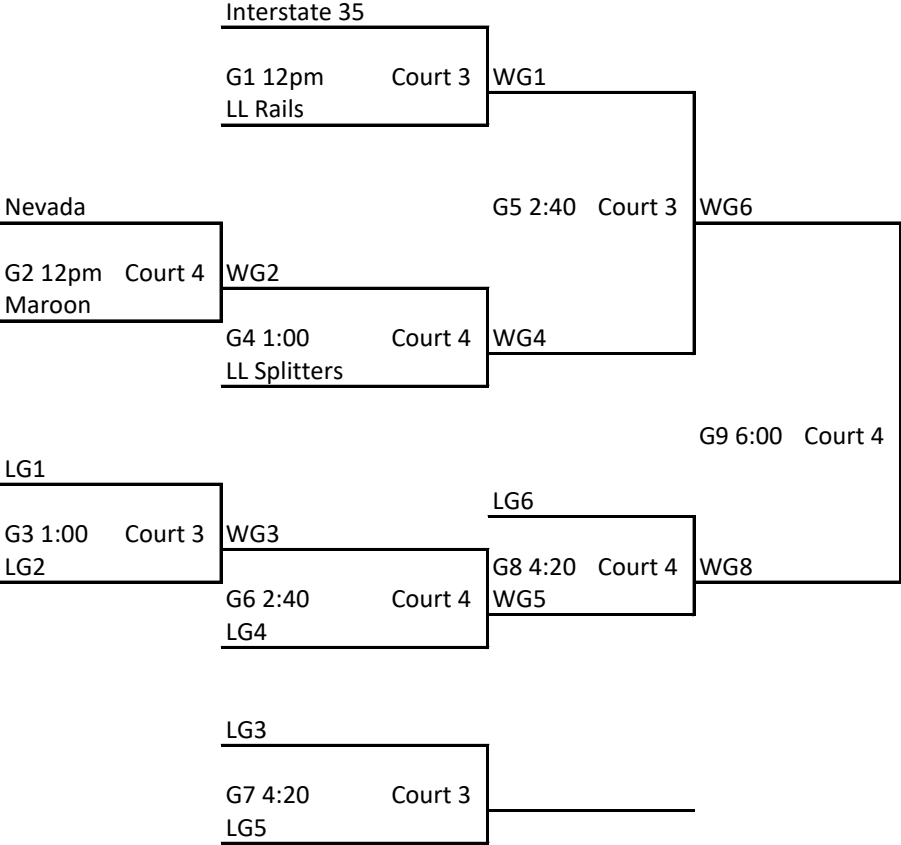 Interstate 35
G1 12pm Court 3 WG1
LL Rails
Nevada G5 2:40 Court 3 WG6
G2 12pm Court 4 WG2
Maroon
G4 1:00 Court 4 WG4
LL Splitters
G9 6:00 Court 4
LG1
LG6
G3 1:00 Court 3 WG3
LG2 G8 4:20 Court 4 WG8
G6 2:40 Court 4 WG5
LG4
LG3
G7 4:20 Court 3
LG5